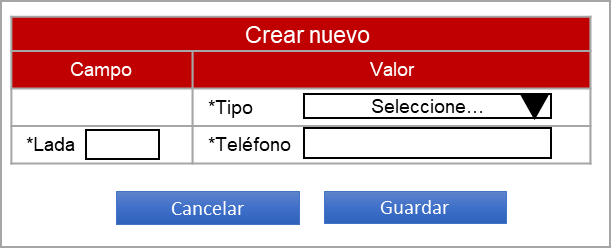 Crear nuevo
Campo Valor
*Tipo Seleccione...
*Lada *Teléfono
Cancelar Guardar